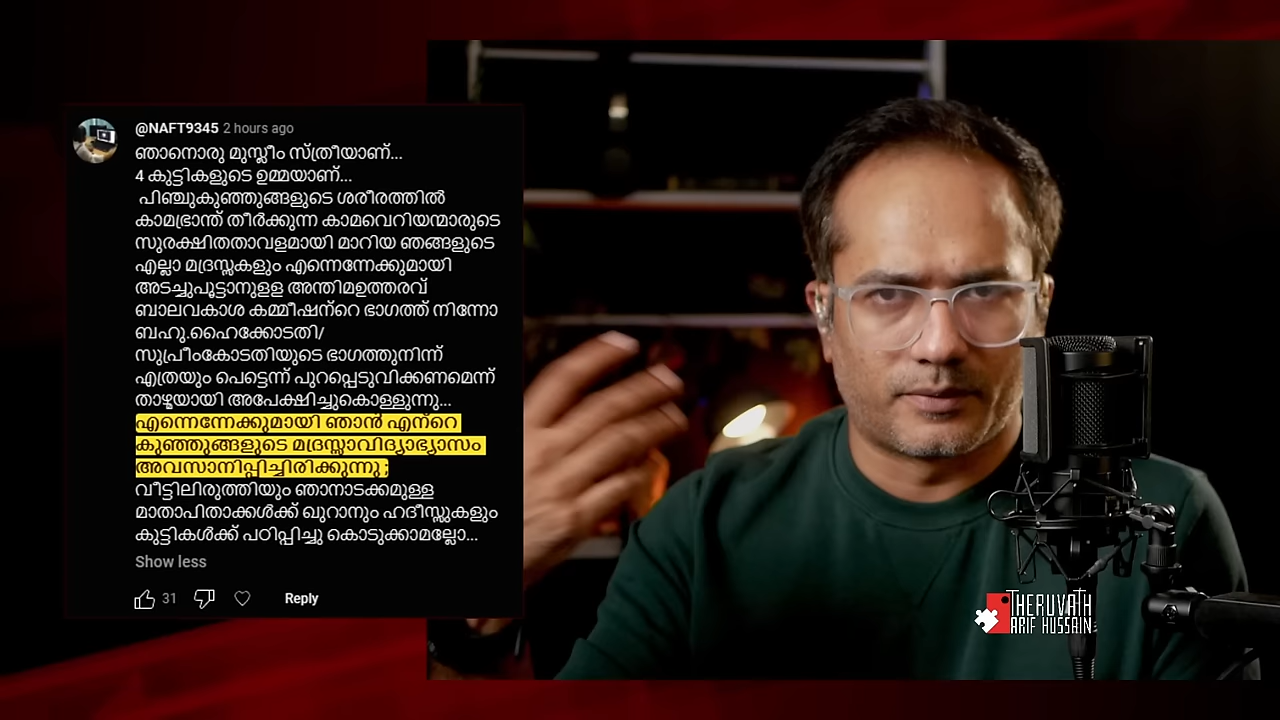 @NAFT9345 2 hours ago
ഞാനൊരു മുസ്ലീം സ്ത്രീയാണ്...
4 കുട്ടികളുടെ ഉമ്മയാണ്...
പിഞ്ചുകുഞ്ഞുങ്ങളുടെ ശരീരത്തിൽ
കാമഭ്രാന്ത് തീർക്കുന്ന കാമവെറിയന്മാരുടെ
സുരക്ഷിതതാവളമായി മാറിയ ഞങ്ങളുടെ
എല്ലാ മദ്രസ്സകളും എന്നെന്നേക്കുമായി
അടച്ചുപൂട്ടാനുളള അന്തിമഉത്തരവ്
ബാലവകാശ കമ്മീഷന്റെ ഭാഗത്ത് നിന്നോ
ബഹു.ഹൈക്കോടതി/
സുപ്രീംകോടതിയുടെ ഭാഗത്തുനിന്ന്
എത്രയും പെട്ടെന്ന് പുറപ്പെടുവിക്കണമെന്ന്
താഴ്മയായി അപേക്ഷിച്ചുകൊള്ളുന്നു...
എന്നെന്നേക്കുമായി ഞാൻ എന്റെ
കുഞ്ഞുങ്ങളുടെ മദ്രസ്സാവിദ്യാഭ്യാസം
അവസാനിപ്പിച്ചിരിക്കുന്നു ;
വീട്ടിലിരുത്തിയും ഞാനാടക്കമുള്ള
മാതാപിതാക്കൾക്ക് ഖുറാനും ഹദീസ്സുകളും
കുട്ടികൾക്ക് പഠിപ്പിച്ചു കൊടുക്കാമല്ലോ...
Show less
31 Reply
THERUVATH
ARIF HUSSAIN